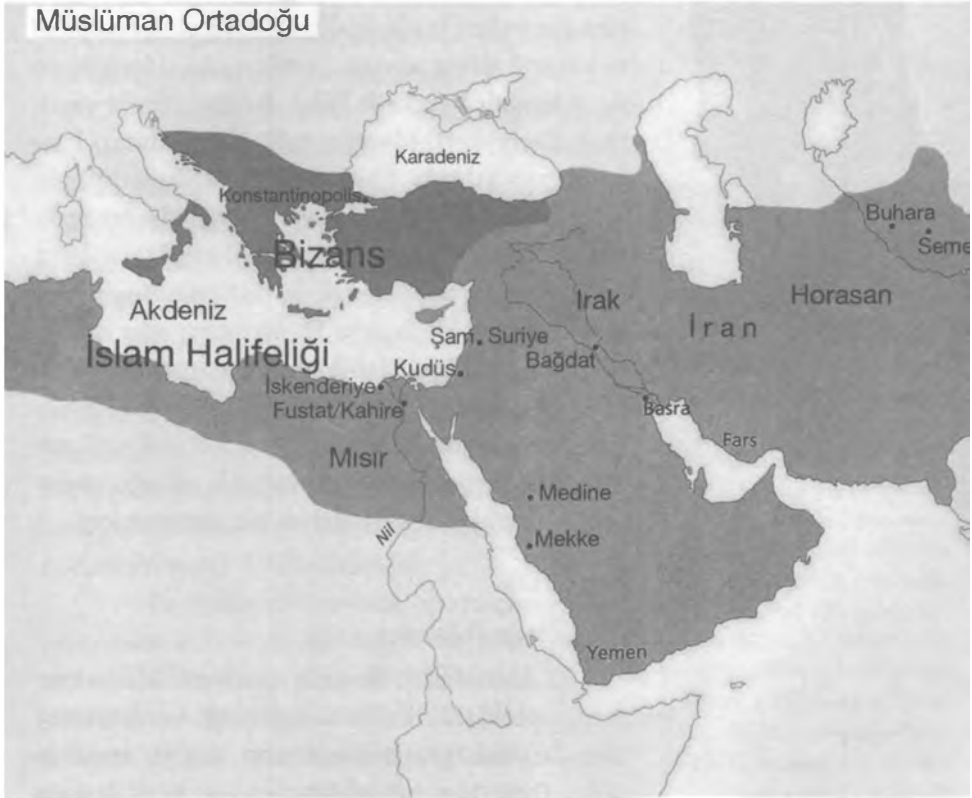 Müslüman Ortadoğu
Karadeniz
Konstantinopolis
Buhara
Seme
Bizans
Irak
Horasan
İran
Akdeniz
Şam
Suriye
İslam Halifeliği
Bağdat
Kudüs
İskenderiye
Fustat/Kahire
Basra
Fars
Mısır
Medine
Nil
Mekke
Yemen